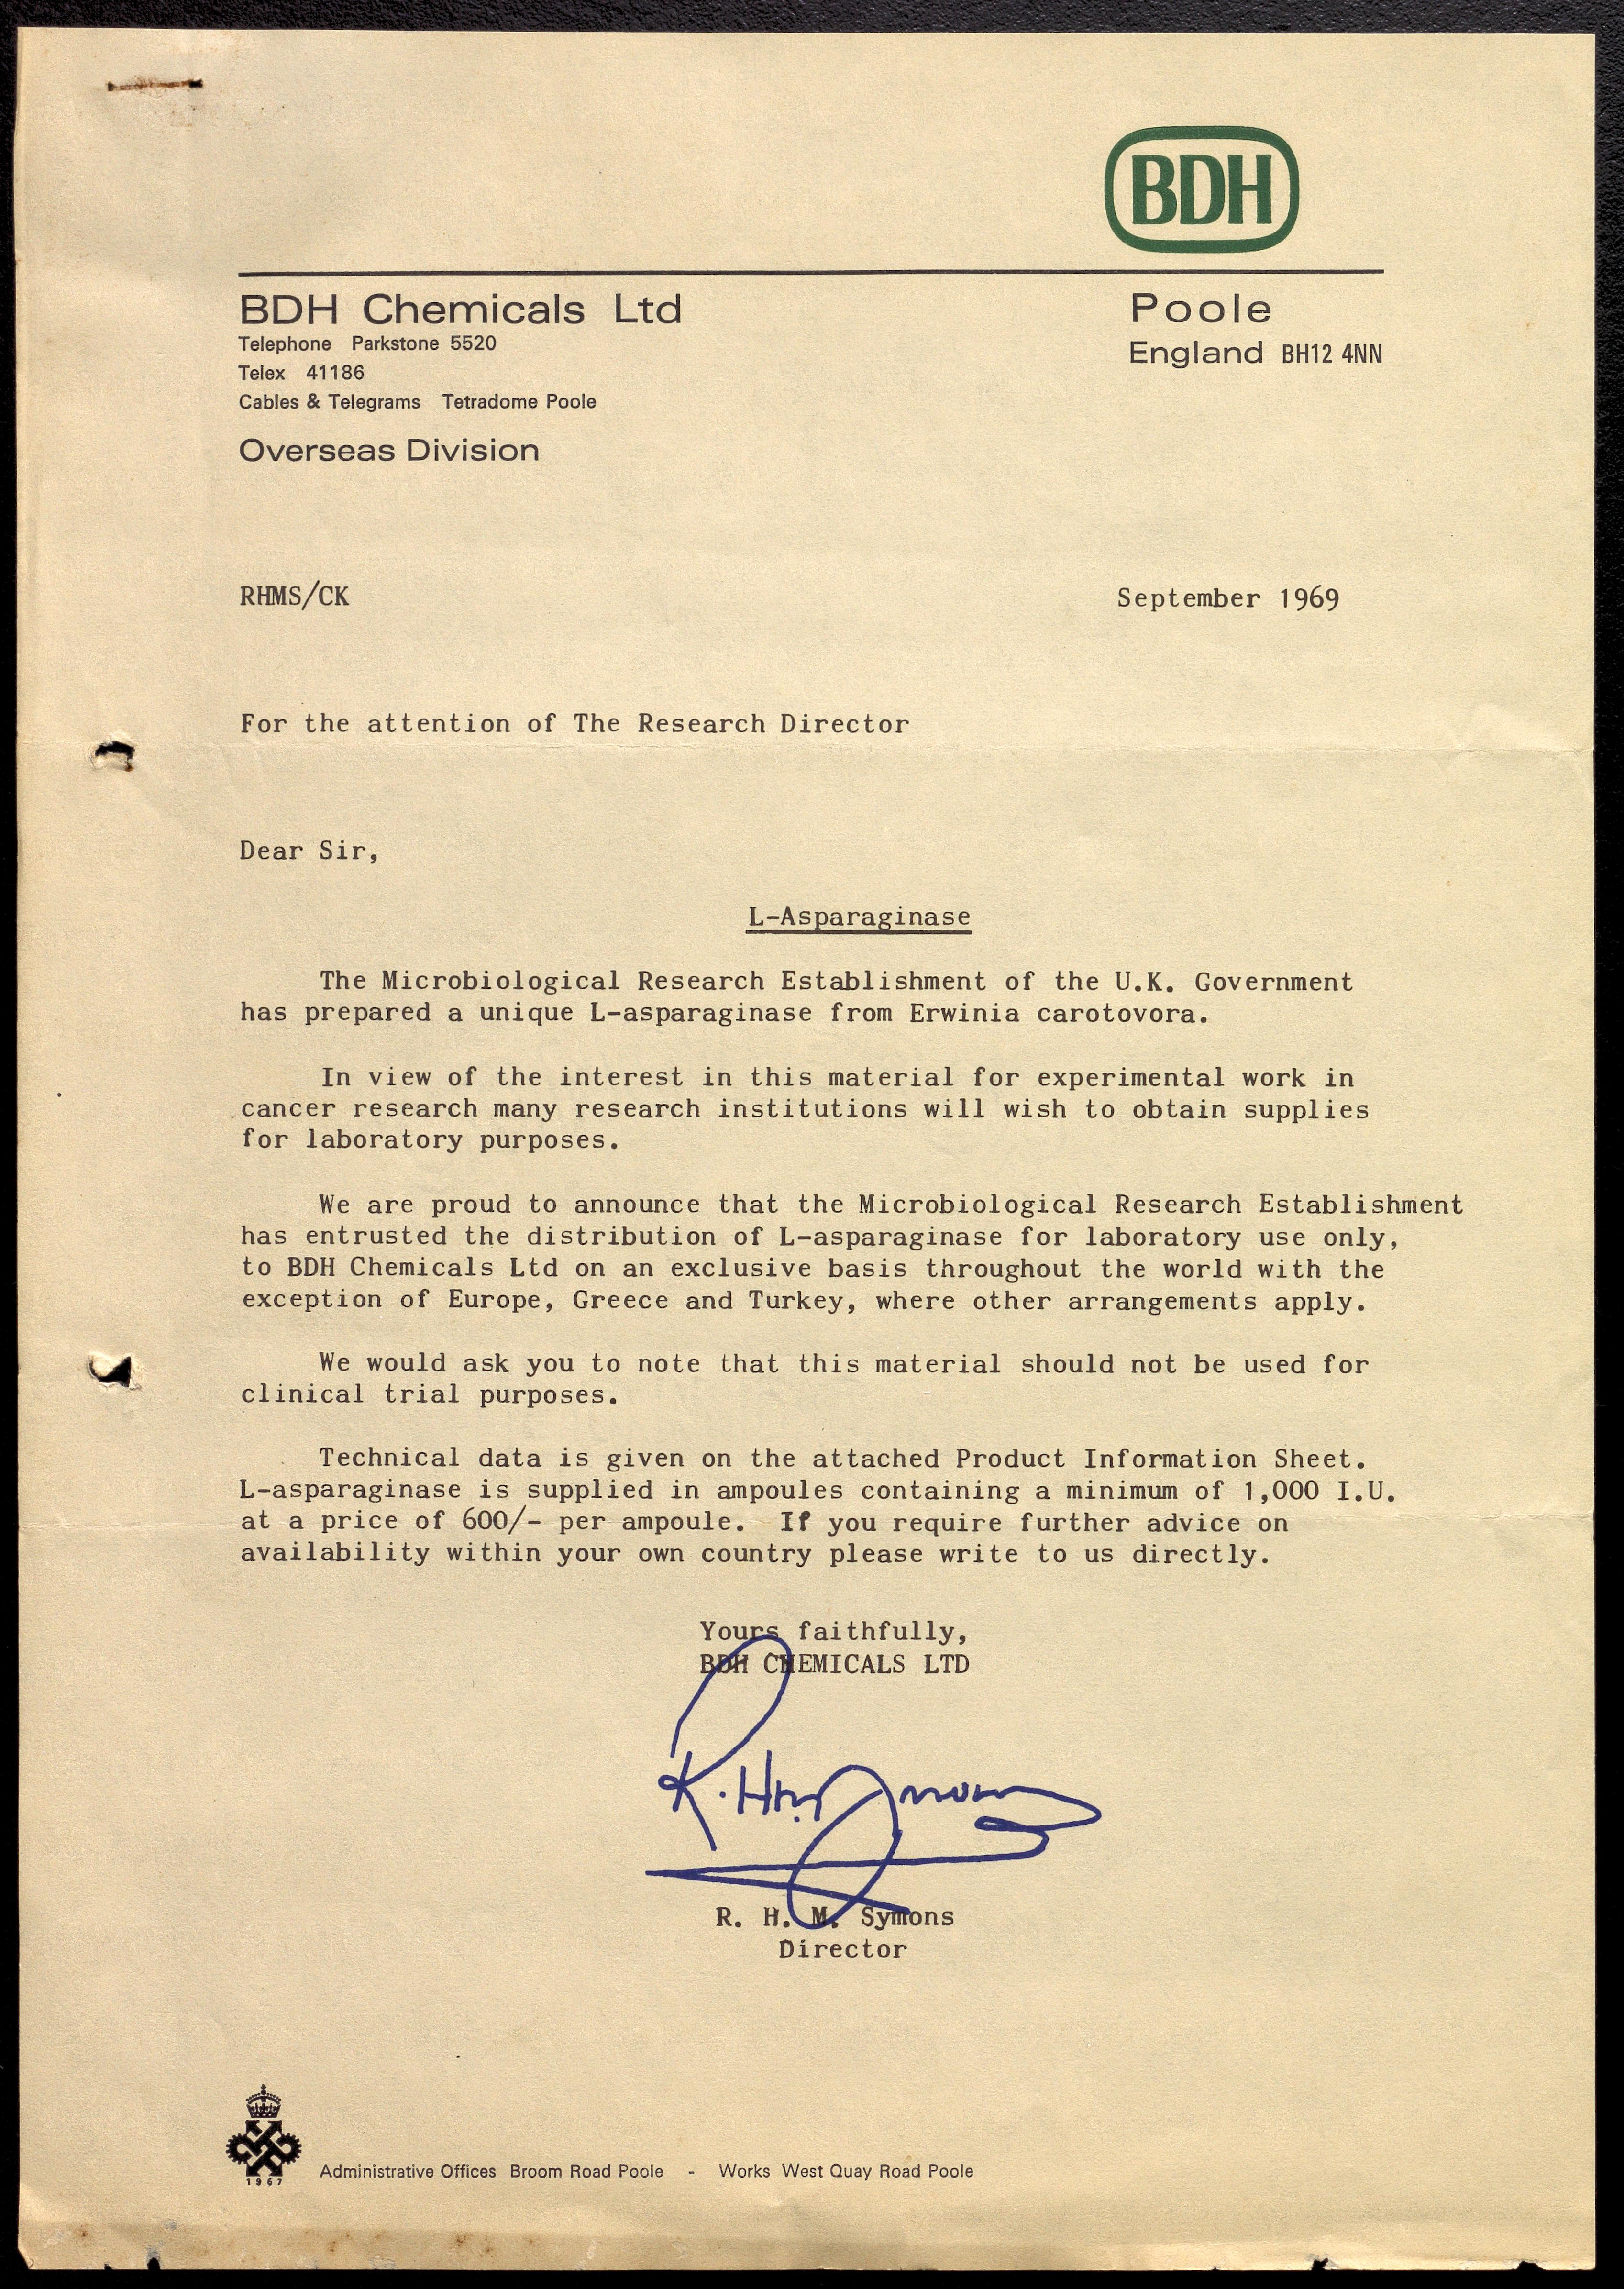 BDH
BDH Chemicals Ltd
Poole
Telephone Parkstone 5520
England BH12 4NN
Telex 41186
Cables & Telegrams Tetradome Poole
Overseas Division
RHMS/CK
September 1969
For the attention of The Research Director
Dear Sir,
L-Asparaginase
The Microbiological Research Establishment of the U.K. Government
has prepared a unique L-asparaginase from Erwinia carotovora.
In view of the interest in this material for experimental work in
cancer research many research institutions will wish to obtain supplies
for laboratory purposes.
We are proud to announce that the Microbiological Research Establishment
has entrusted the distribution of L-asparaginase for laboratory use only,
to BDH Chemicals Ltd on an exclusive basis throughout the world with the
exception of Europe, Greece and Turkey, where other arrangements apply.
We would ask you to note that this material should not be used for
clinical trial purposes.
Technical data is given on the attached Product Information Sheet.
L-asparaginase is supplied in ampoules containing a minimum of 1,000 I.U.
at a price of 600/- per ampoule. If you require further advice on
availability within your own country please write to us directly.
Yours faithfully,
BDH CHEMICALS LTD
R. H. M. Symons
R. H. M. Symons
Director
1967
Administrative Offices Broom Road Poole - Works West Quay Road Poole